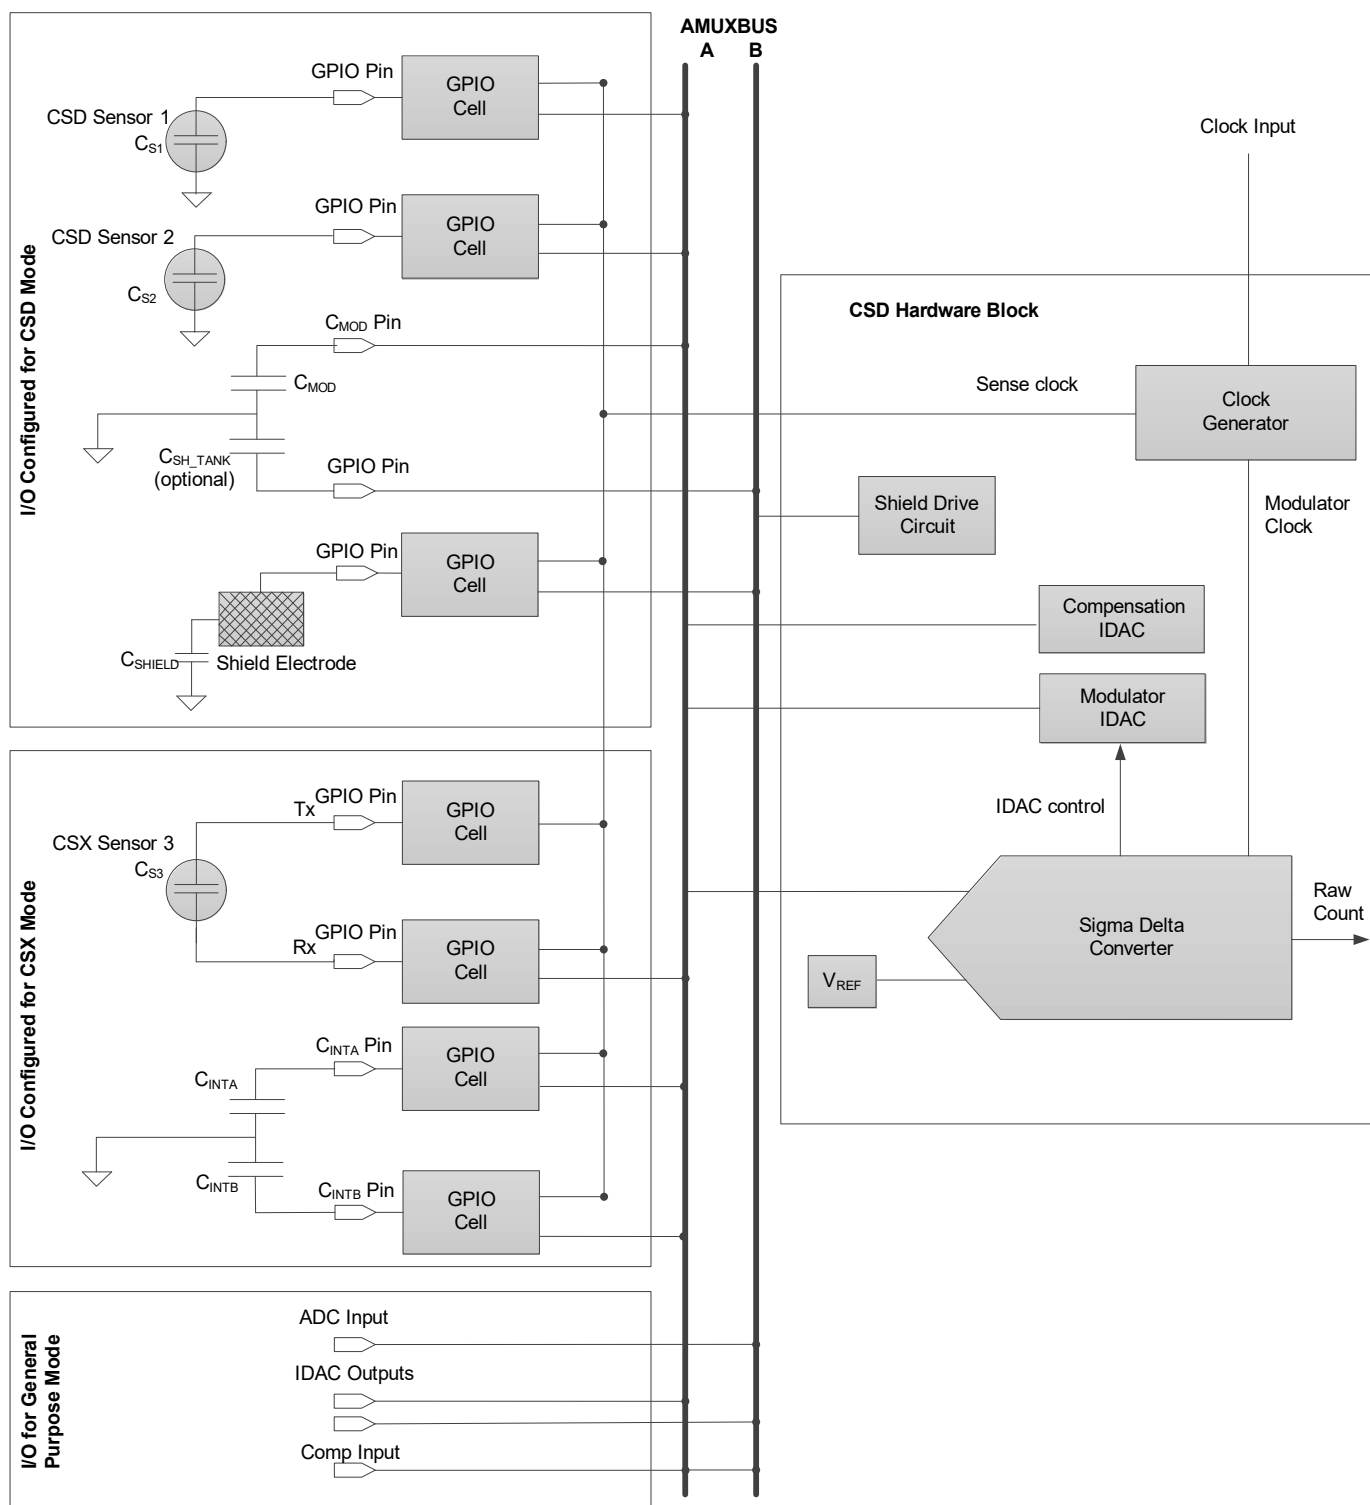 AMUXBUS
A B
I/O Configured for CSD Mode
GPIO Pin
GPIO
Cell
CSD Sensor 1
CS1
GPIO Pin
GPIO
Cell
CSD Sensor 2
CS2
CMOD Pin
CMOD
CSH_TANK
(optional)
GPIO Pin
GPIO Pin
GPIO
Cell
CSHIELD
Shield Electrode
Clock Input
CSD Hardware Block
Sense clock
Clock
Generator
Shield Drive
Circuit
Modulator
Clock
Compensation
IDAC
Modulator
IDAC
IDAC control
Sigma Delta
Converter
Raw
Count
VREF
I/O Configured for CSX Mode
GPIO Pin
Tx
GPIO
Cell
CSX Sensor 3
CS3
GPIO Pin
Rx
GPIO
Cell
CINTA Pin
GPIO
Cell
CINTA
CINTB
CINTB Pin
GPIO
Cell
I/O for General
Purpose Mode
ADC Input
IDAC Outputs
Comp Input